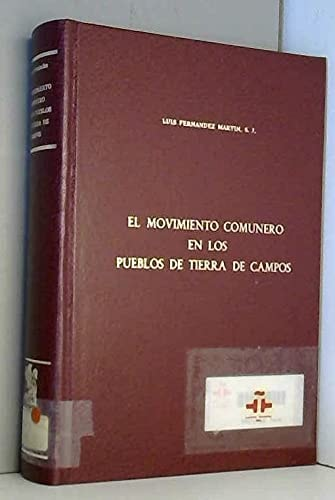 LUIS FERNANDEZ MARTIN, S. J.
EL MOVIMIENTO COMUNERO
EN LOS
PUEBLOS DE TIERRA DE CAMPOS